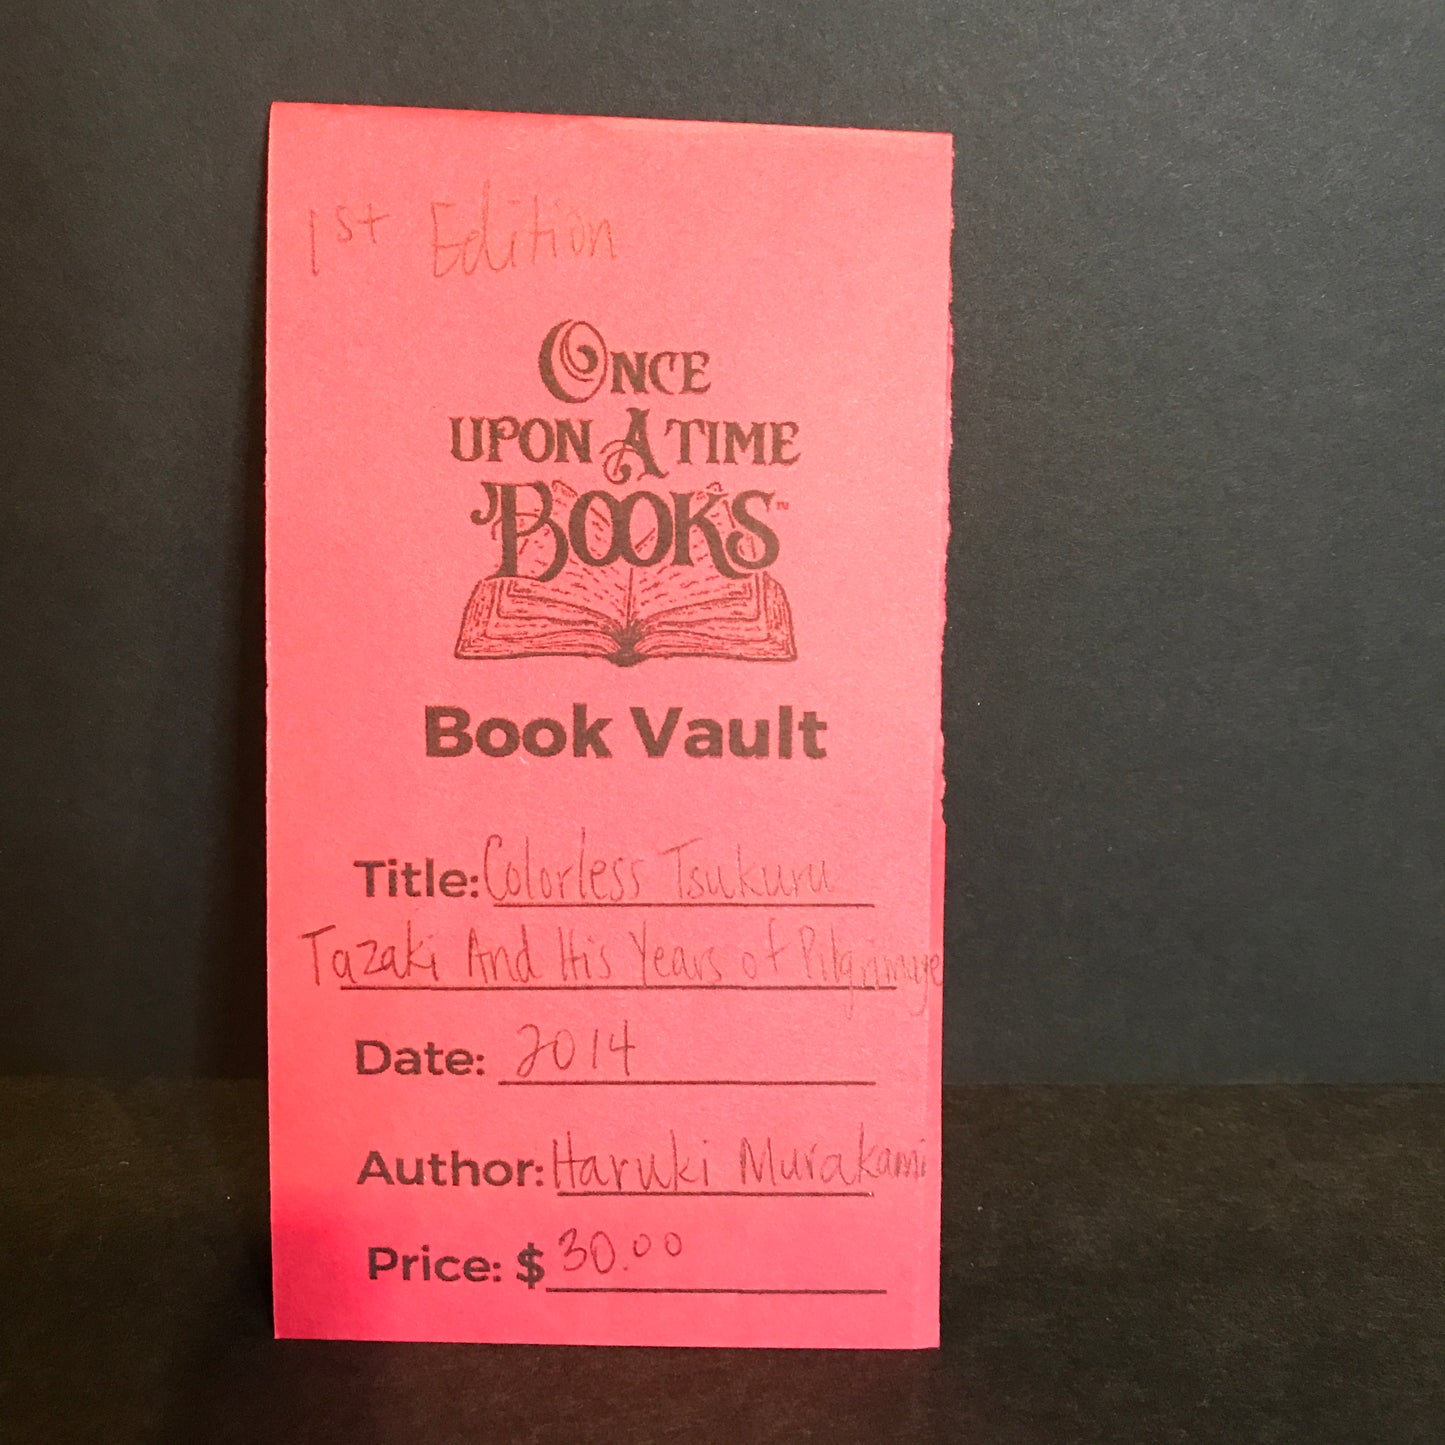 1st Edition
ONCE
UPON A TIME
BOOKS™
Book Vault
Title: Colorless Tsukuru
Tazaki And His Years of Pilgrimage
Date: 2014
Author: Haruki Murakami
Price: $30.00